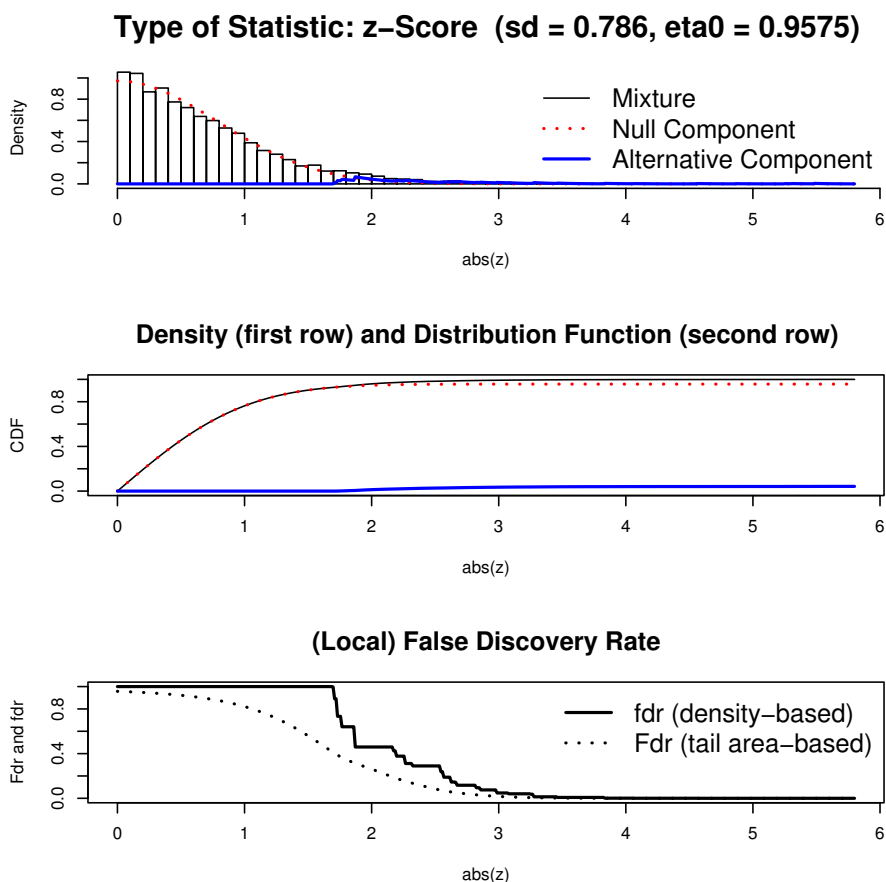 Type of Statistic: z−Score (sd = 0.786, eta0 = 0.9575)
Density
0.0 0.4 0.8
Mixture
Null Component
Alternative Component
0 1 2 3 4 5 6
abs(z)
Density (first row) and Distribution Function (second row)
CDF
0.0 0.4 0.8
0 1 2 3 4 5 6
abs(z)
(Local) False Discovery Rate
Fdr and fdr
0.0 0.4 0.8
fdr (density−based)
Fdr (tail area−based)
0 1 2 3 4 5 6
abs(z)